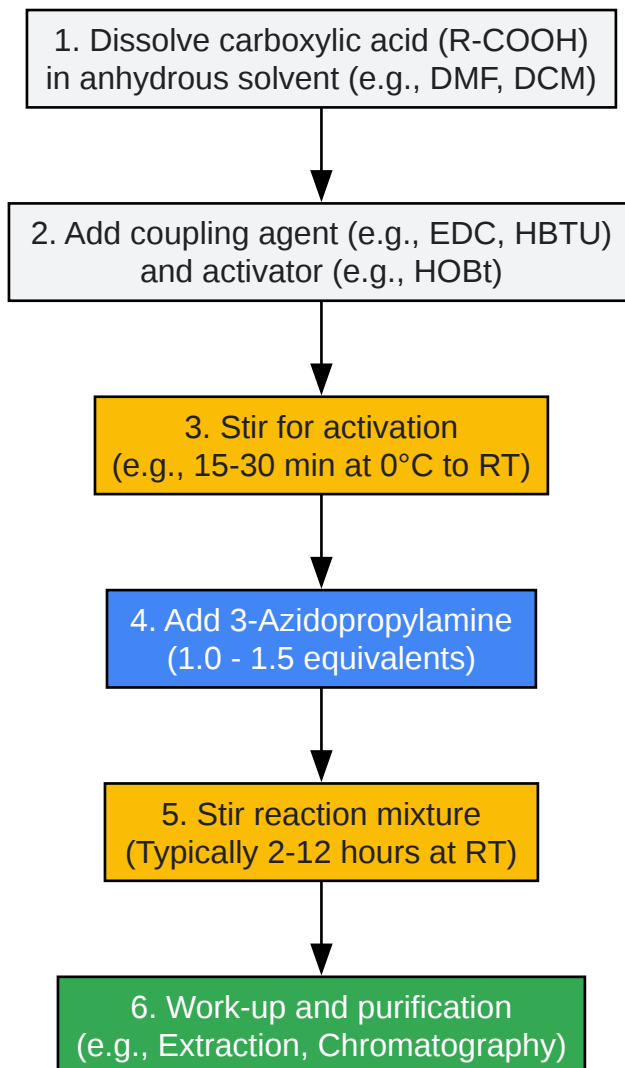 1. Dissolve carboxylic acid (R-COOH)
in anhydrous solvent (e.g., DMF, DCM)
2. Add coupling agent (e.g., EDC, HBTU)
and activator (e.g., HOBt)
3. Stir for activation
(e.g., 15-30 min at 0°C to RT)
4. Add 3-Azidopropylamine
(1.0 - 1.5 equivalents)
5. Stir reaction mixture
(Typically 2-12 hours at RT)
6. Work-up and purification
(e.g., Extraction, Chromatography)